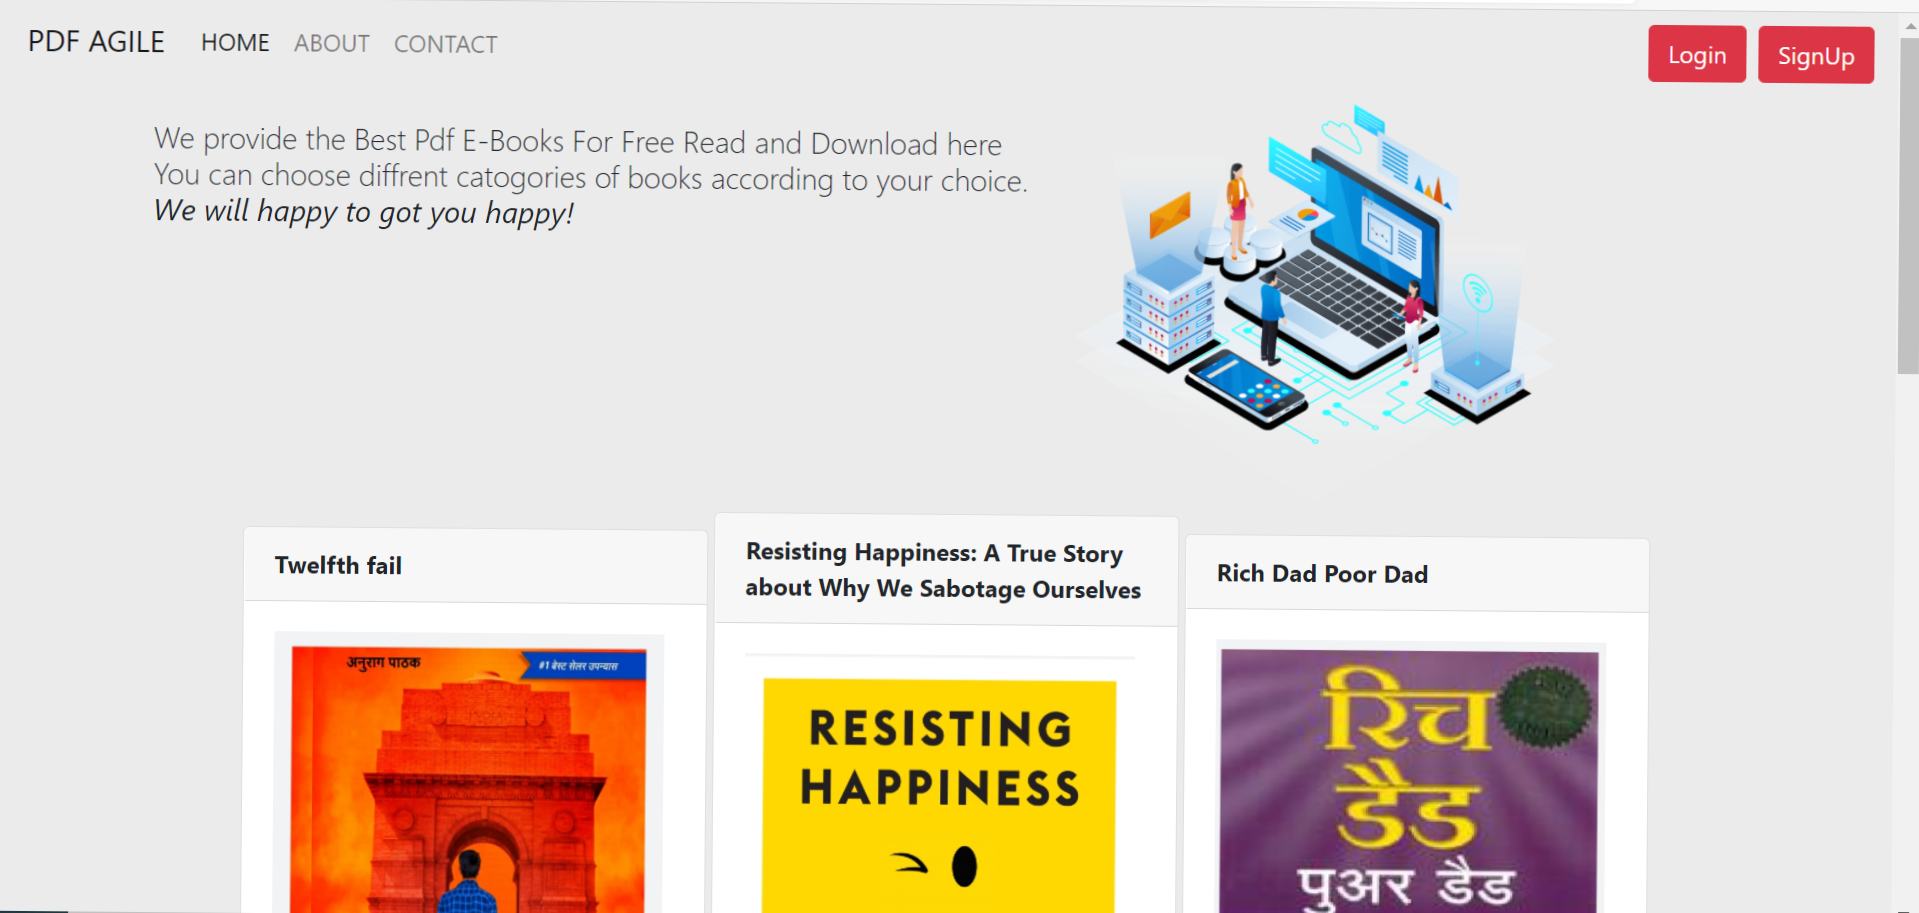 PDF AGILE HOME ABOUT CONTACT Login SignUp
We provide the Best Pdf E-Books For Free Read and Download here
You can choose diffrent catogories of books according to your choice.
We will happy to got you happy!
Twelfth fail
अनुराग पाठक
#1 बेस्ट सेलर उपन्यास
Resisting Happiness: A True Story
about Why We Sabotage Ourselves
RESISTING
HAPPINESS
Rich Dad Poor Dad
रिच
डैड
पुअर डैड